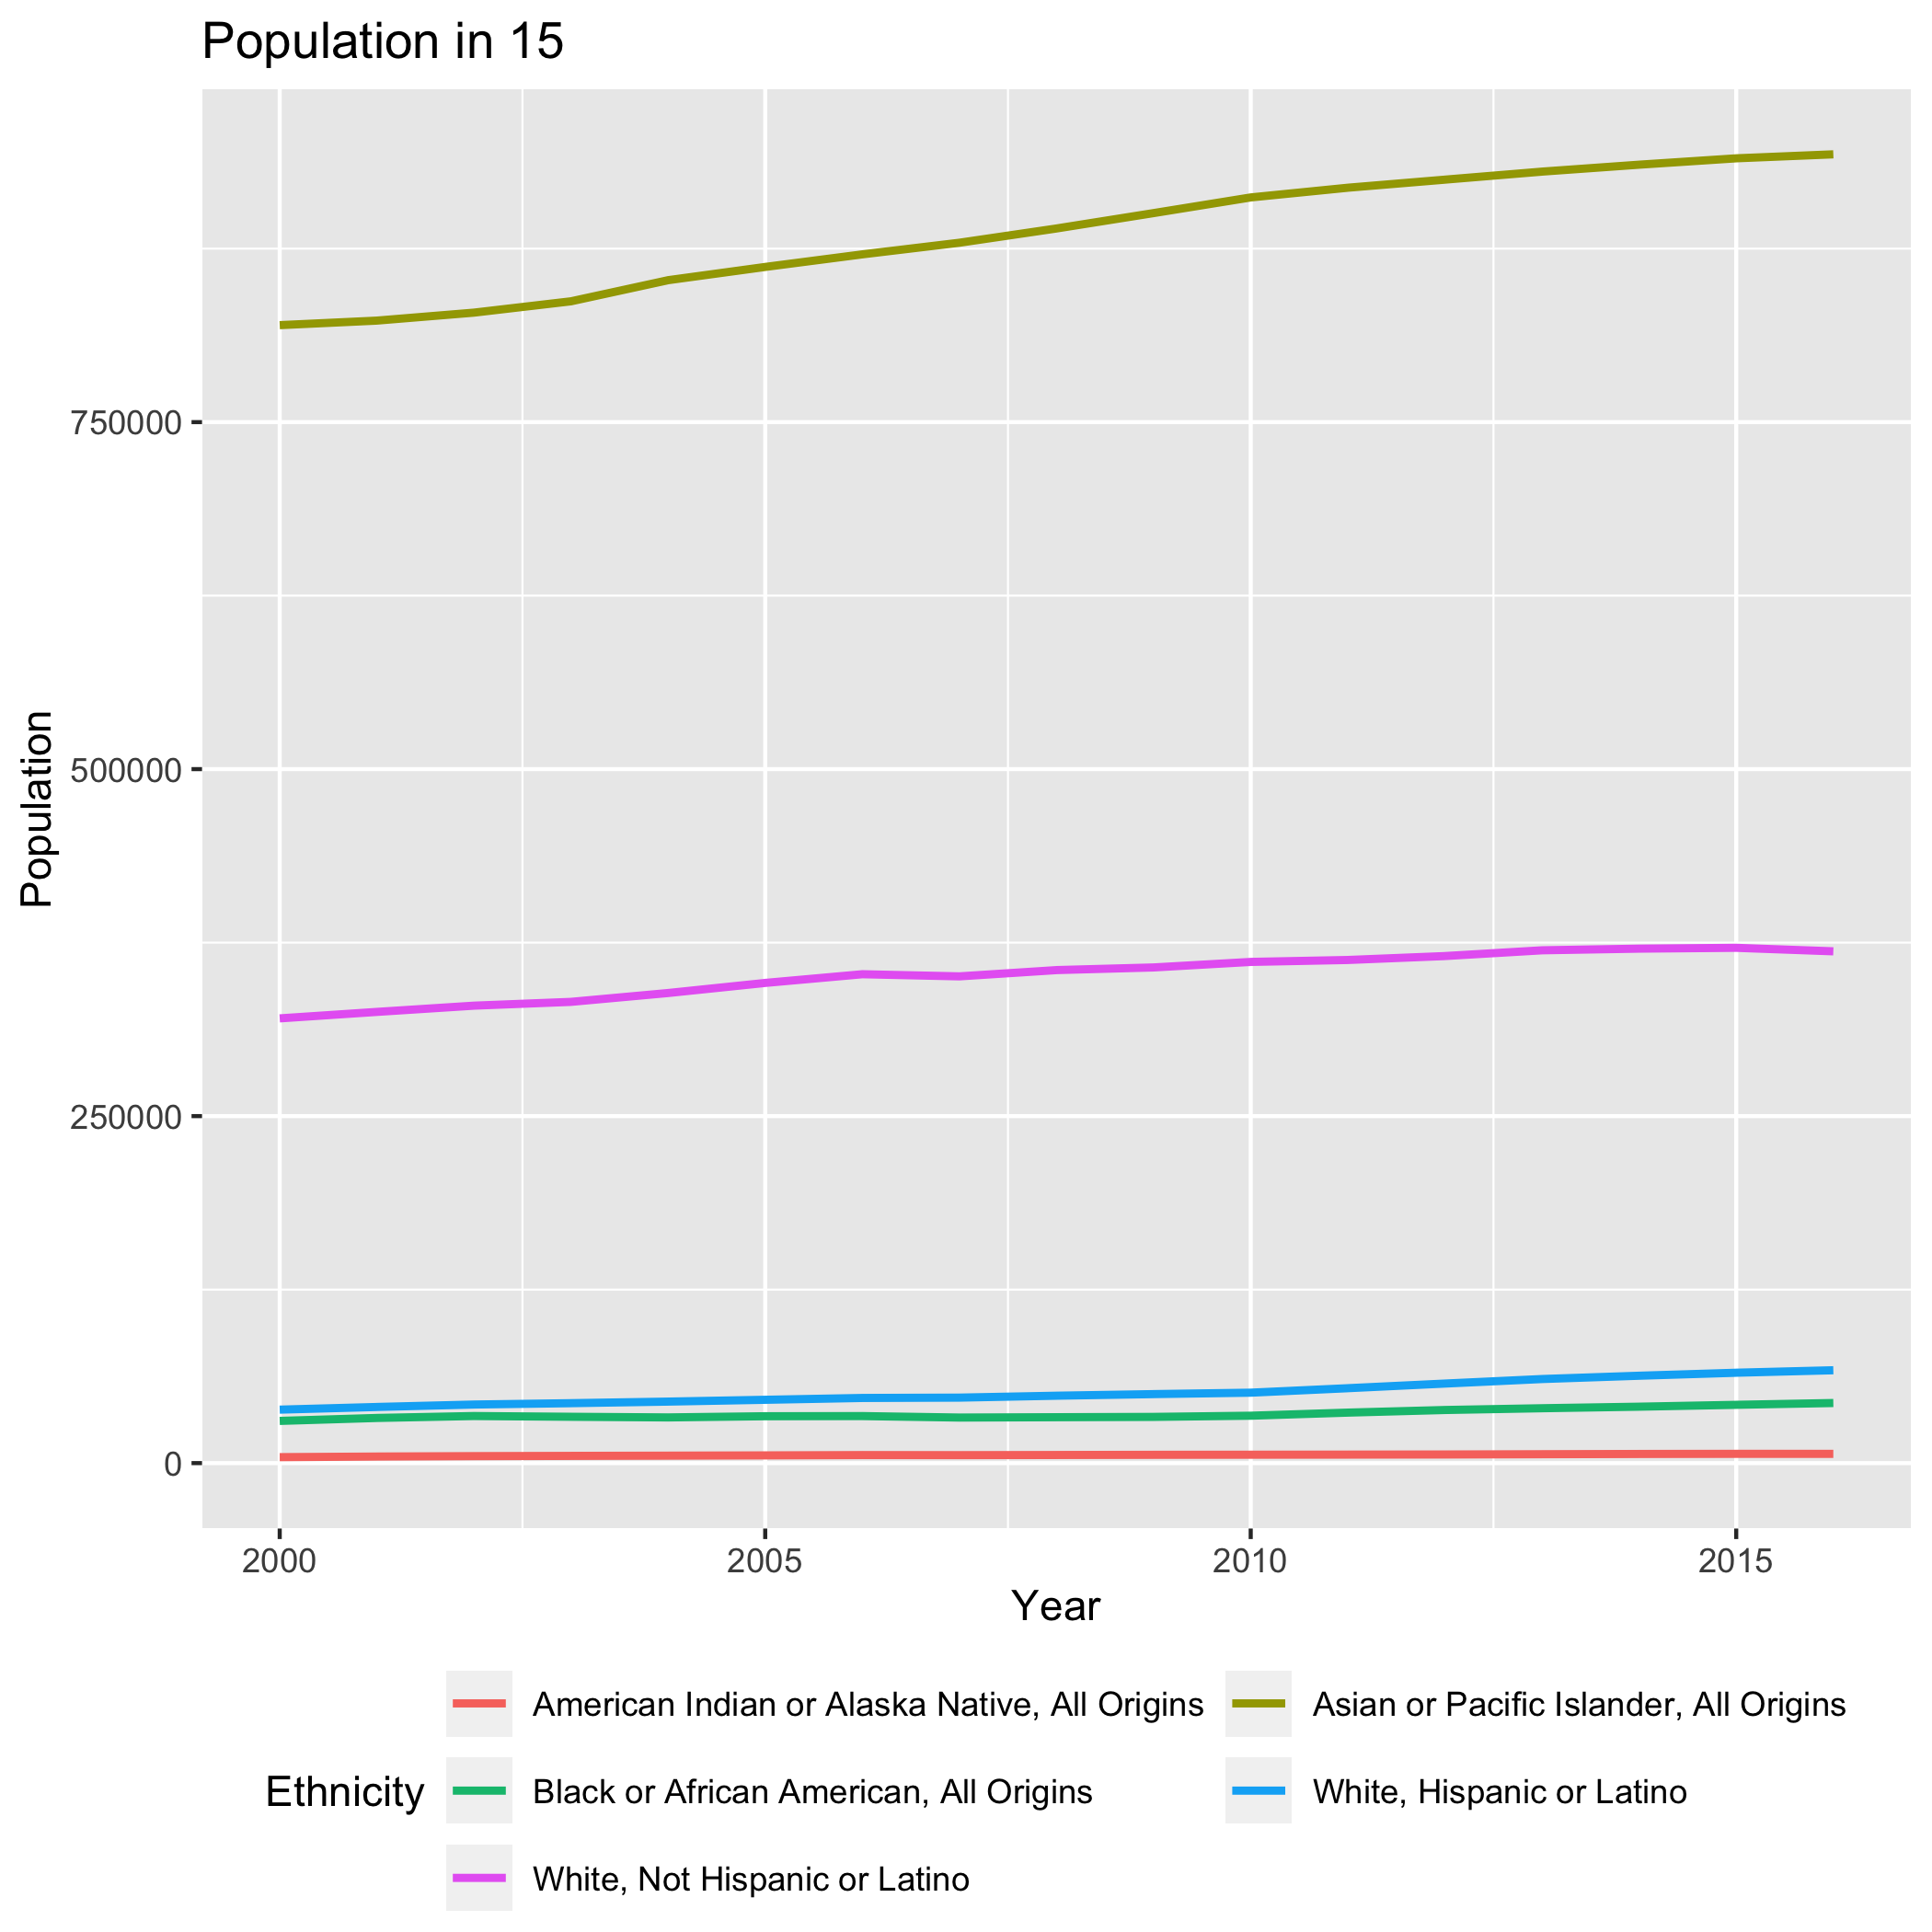 Population in 15
Population
750000
500000
250000
0
2000 2005 2010 2015
Year
Ethnicity
American Indian or Alaska Native, All Origins
Asian or Pacific Islander, All Origins
Black or African American, All Origins
White, Hispanic or Latino
White, Not Hispanic or Latino